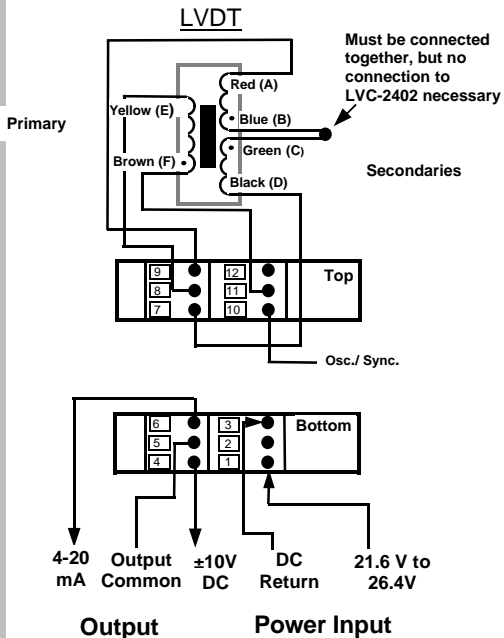 LVDT
Must be connected
together, but no
connection to
LVC-2402 necessary
Red (A)
Yellow (E)
Primary
Blue (B)
Green (C)
Brown (F)
Secondaries
Black (D)
9
12
Top
8
11
7
10
Osc./ Sync.
6
3
Bottom
5
2
4
1
4-20
mA
Output
Common
±10V
DC
DC
Return
21.6 V to
26.4V
Output
Power Input